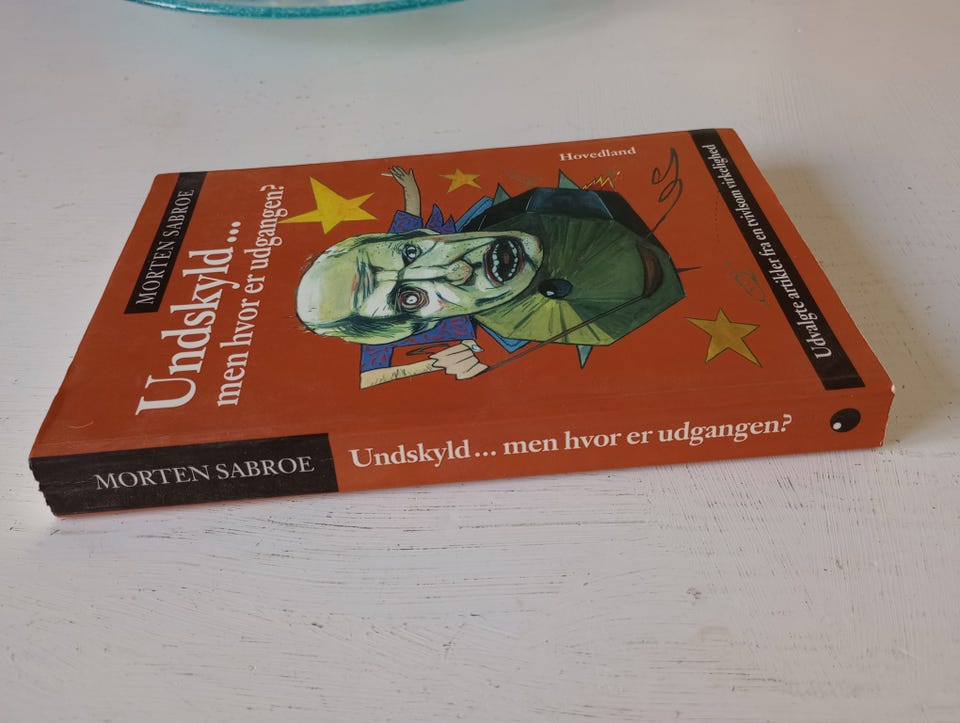 MORTEN SABROE
Undskyld...
men hvor er udgangen?
Hovedland
Udvalgte artikler fra en tvivlsom virkelighed
MORTEN SABROE
Undskyld... men hvor er udgangen?